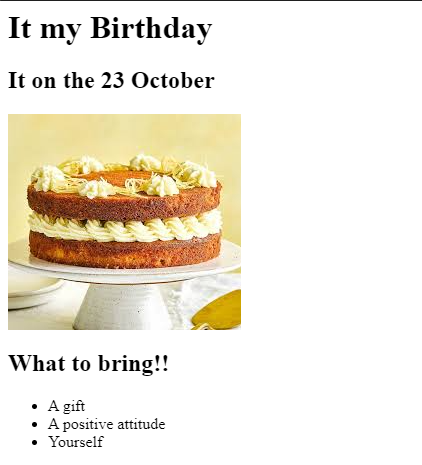 It my Birthday
It on the 23 October
What to bring!!
A gift
A positive attitude
Yourself